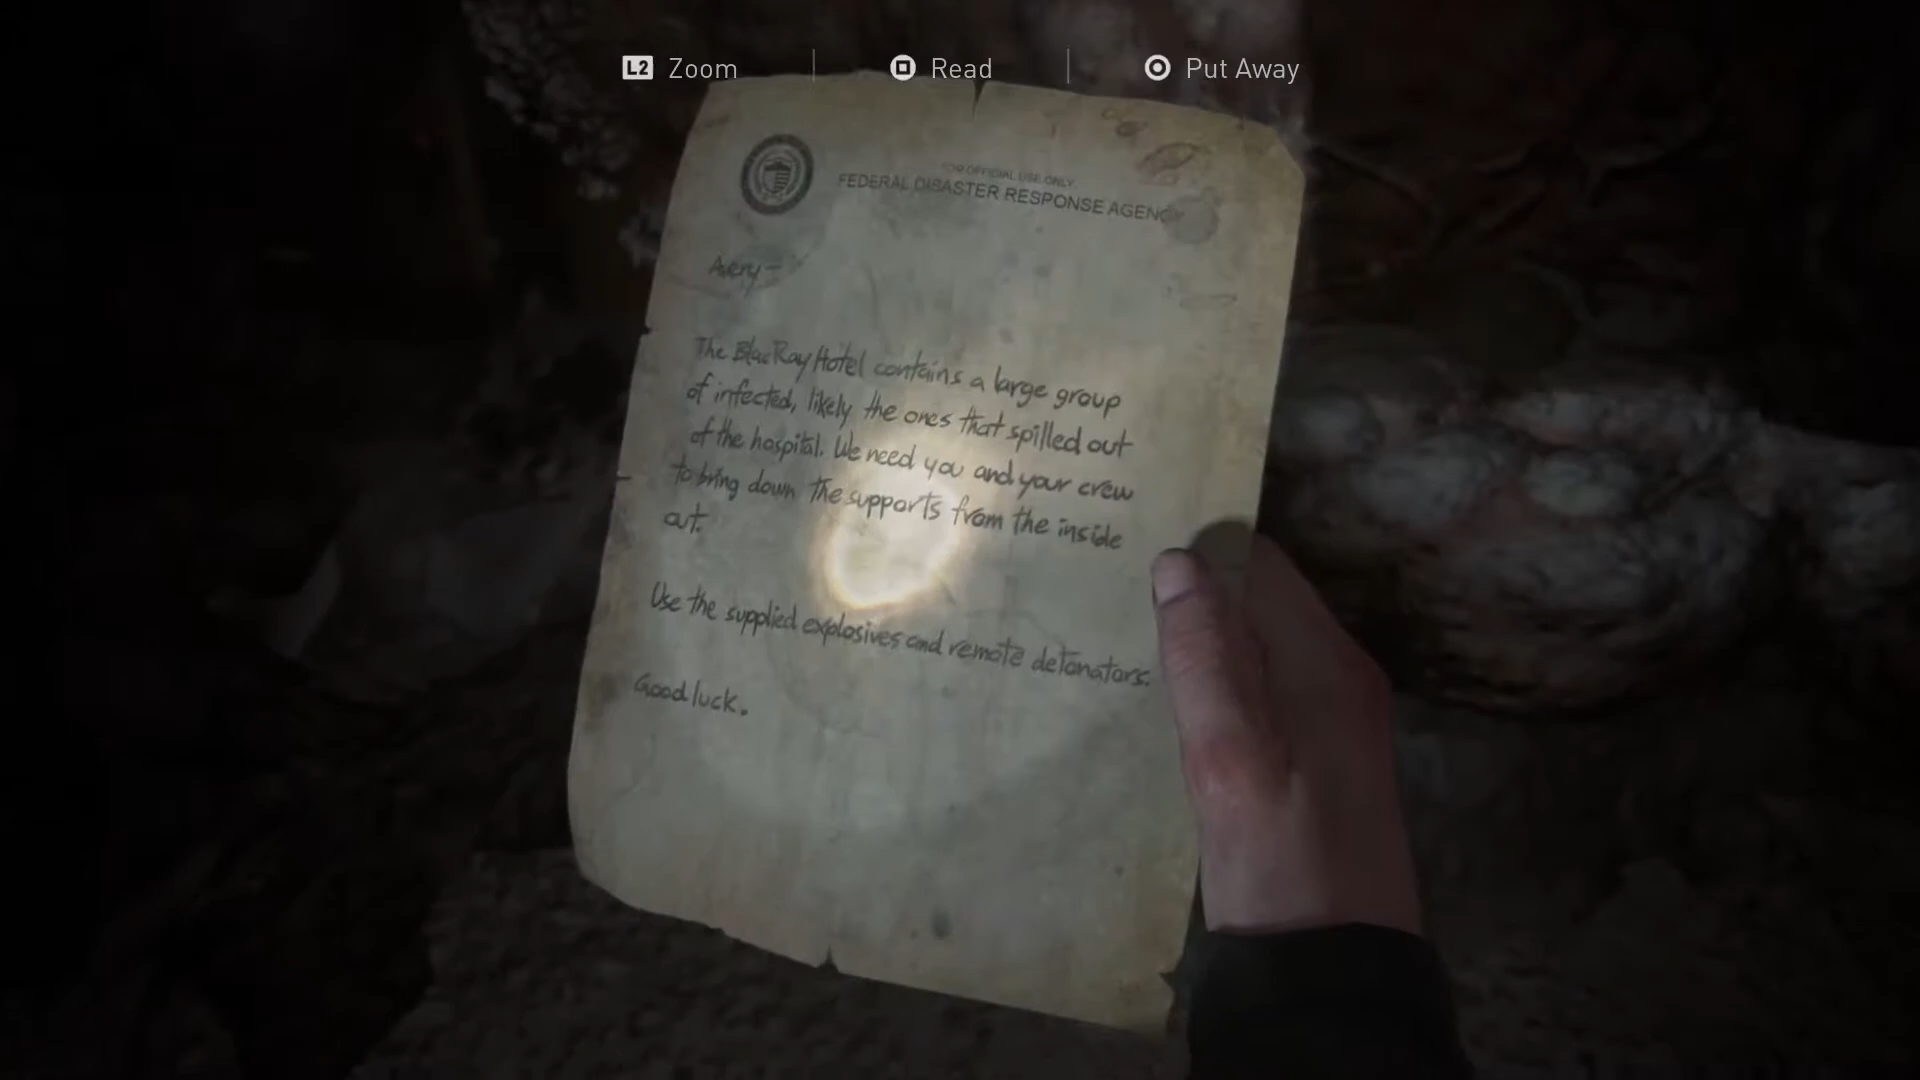 L2 Zoom | Read | Put Away
FOR OFFICIAL USE ONLY
FEDERAL DISASTER RESPONSE AGENCY
Avery-
The BlacRay Hotel contains a large group
of infected, likely the ones that spilled out
of the hospital. We need you and your crew
to bring down the supports from the inside
out.
Use the supplied explosives and remote detonators.
Good luck.